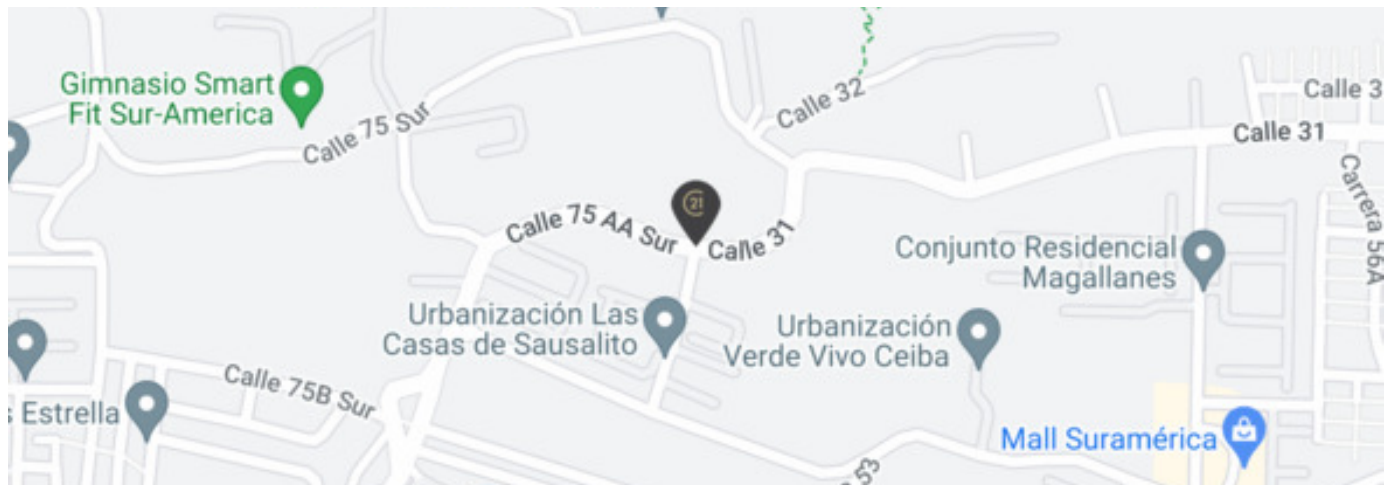 Gimnasio Smart
Fit Sur-America
Calle 75 Sur
Calle 32
Calle 3
Calle 31
Carrera 56A
21
Calle 75 AA Sur
Calle 31
Conjunto Residencial
Magallanes
Urbanización Las
Casas de Sausalito
Urbanización
Verde Vivo Ceiba
Calle 75B Sur
s Estrella
Mall Suramérica
53